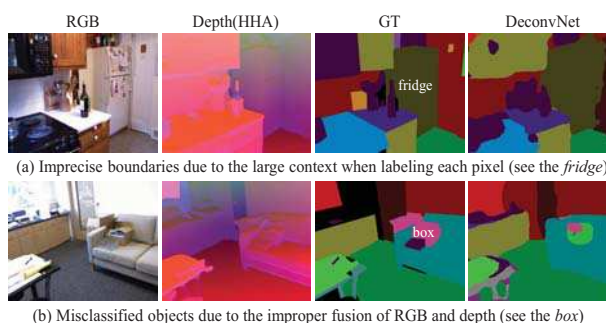 RGB Depth(HHA) GT DeconvNet
fridge
(a) Imprecise boundaries due to the large context when labeling each pixel (see the fridge)
box
(b) Misclassified objects due to the improper fusion of RGB and depth (see the box)